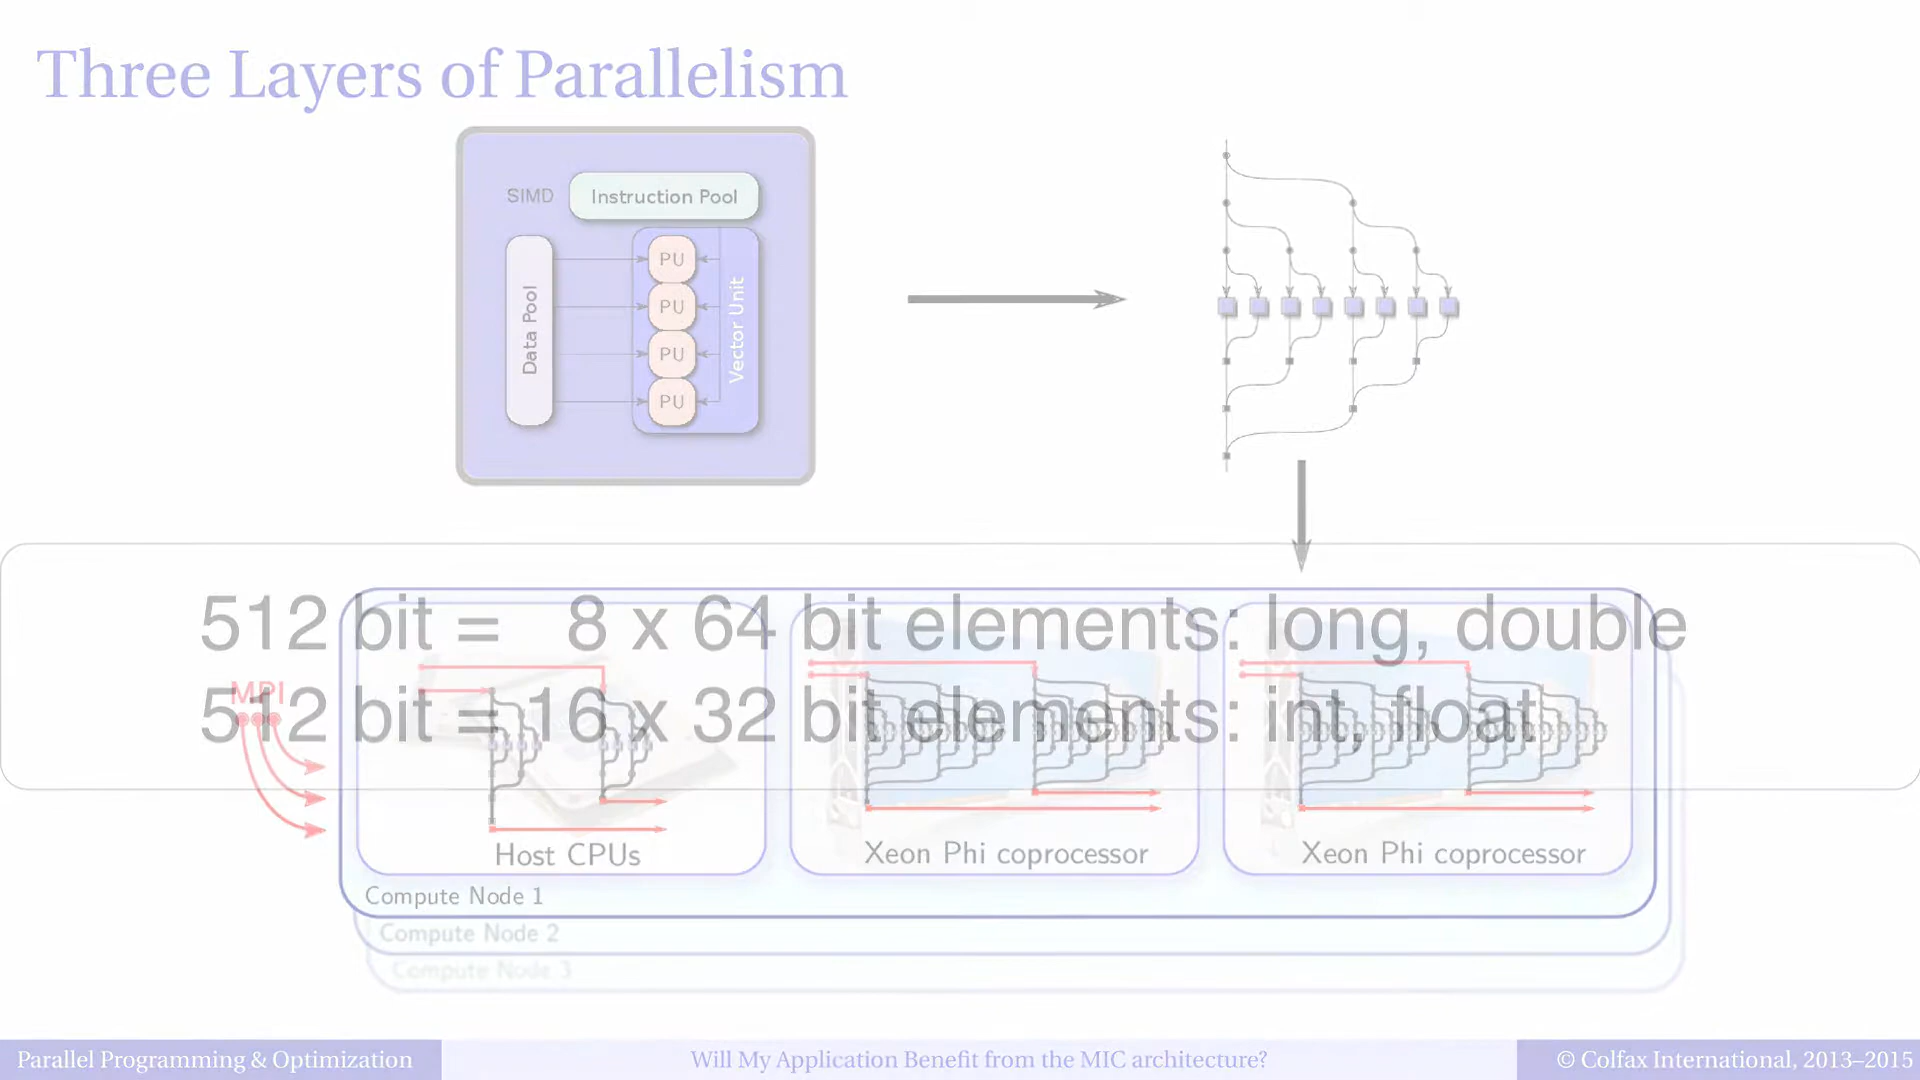 Three Layers of Parallelism
SIMD
Instruction Pool
Data Pool
PU
PU
PU
PU
Vector Unit
512 bit = 8 x 64 bit elements: long, double
MPI
512 bit = 16 x 32 bit elements: int, float
Host CPUs
Xeon Phi coprocessor
Xeon Phi coprocessor
Compute Node 1
Compute Node 2
Compute Node 3
Parallel Programming & Optimization
Will My Application Benefit from the MIC architecture?
© Colfax International, 2013–2015